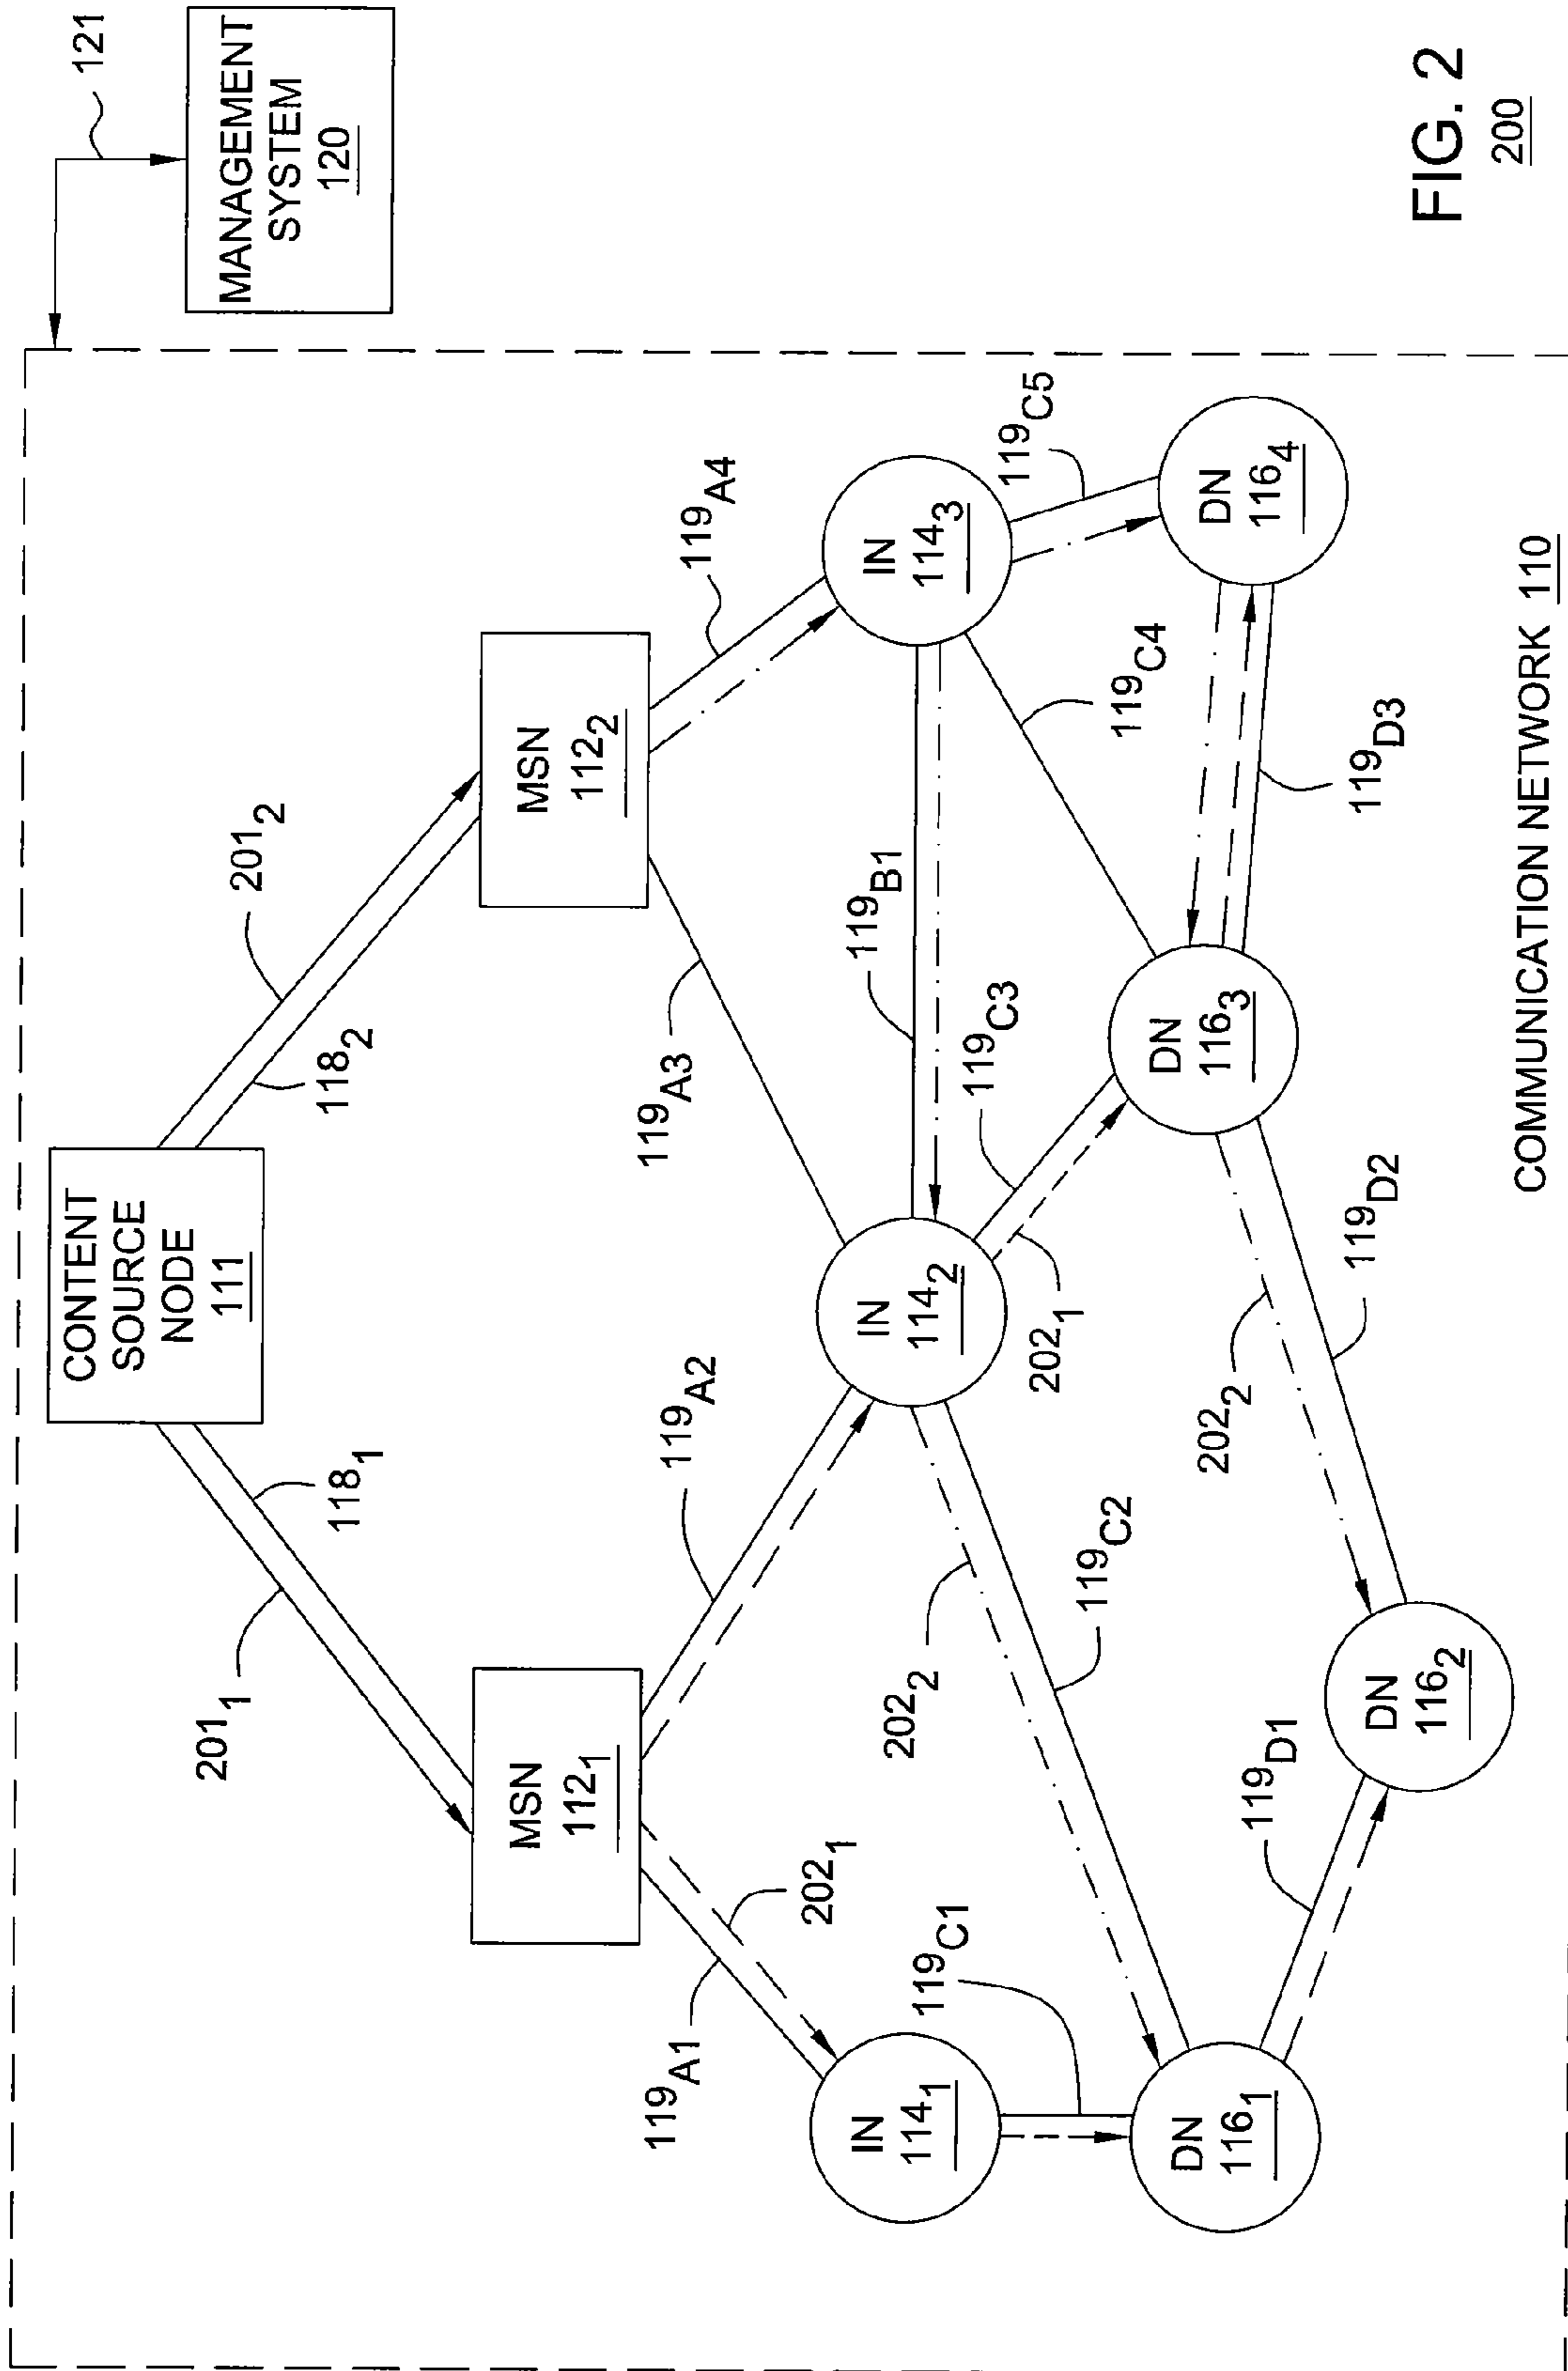 121
MANAGEMENT
SYSTEM
120
CONTENT
SOURCE
NODE
111
201₁
118₁
118₂
201₂
MSN
112₁
MSN
112₂
119A1
202₁
119A2
119A3
119A4
IN
114₁
IN
114₂
IN
114₃
119B1
119C1
202₂
119C2
202₁
119C3
119C4
119C5
DN
116₁
DN
116₂
DN
116₃
DN
116₄
119D1
202₂
119D2
119D3
COMMUNICATION NETWORK 110
FIG. 2
200